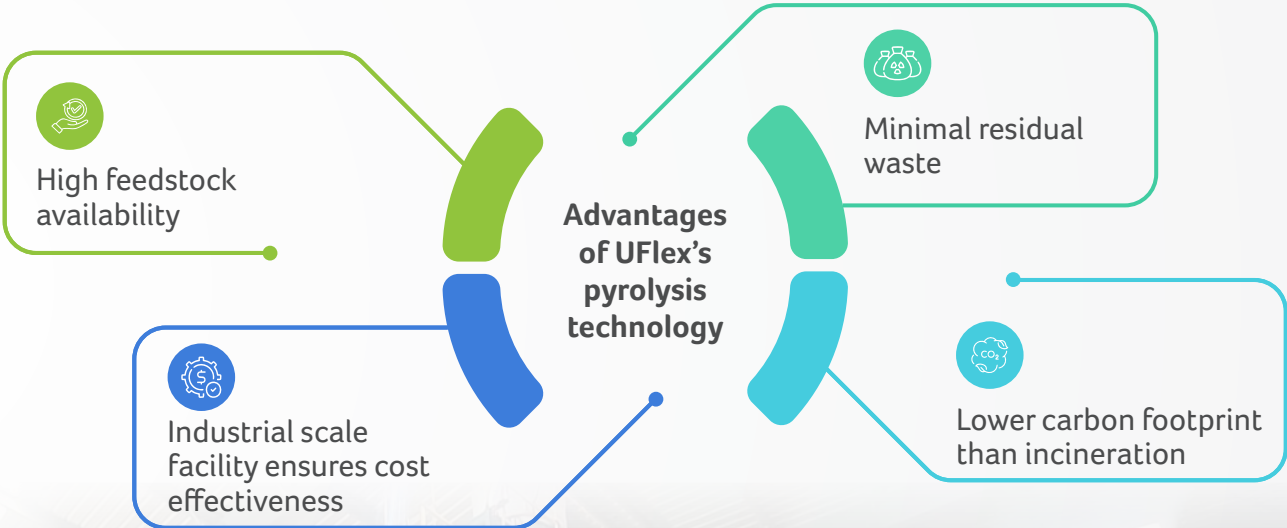 Advantages
of UFlex's
pyrolysis
technology
High feedstock
availability
Minimal residual
waste
Industrial scale
facility ensures cost
effectiveness
$
Lower carbon footprint
than incineration
CO₂